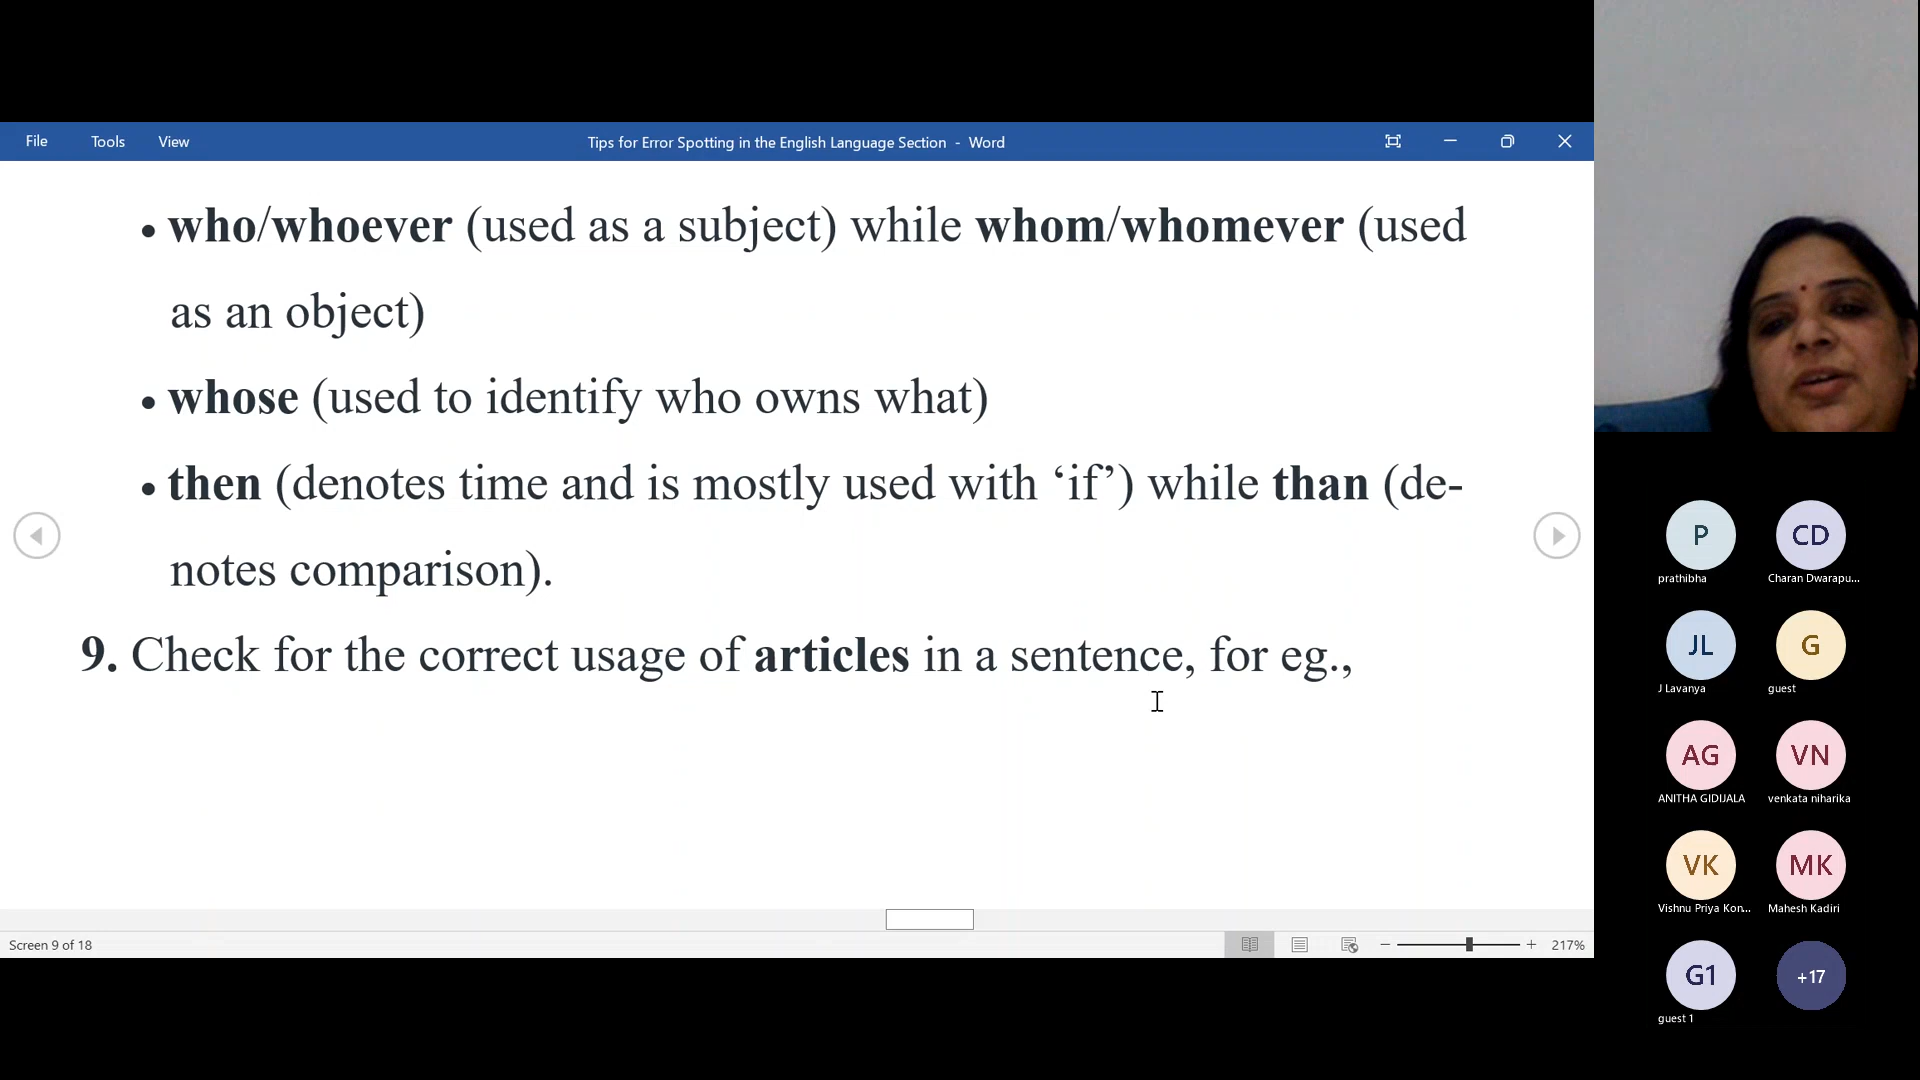 File Tools View Tips for Error Spotting in the English Language Section - Word
• who/whoever (used as a subject) while whom/whomever (used
as an object)
• whose (used to identify who owns what)
• then (denotes time and is mostly used with ‘if’) while than (de-
notes comparison).
9. Check for the correct usage of articles in a sentence, for eg.,
Screen 9 of 18
217%
P CD
prathibha Charan Dwarapu...
JL G
J Lavanya guest
AG VN
ANITHA GIDIJALA venkata niharika
VK MK
Vishnu Priya Kon... Mahesh Kadiri
G1 +17
guest 1